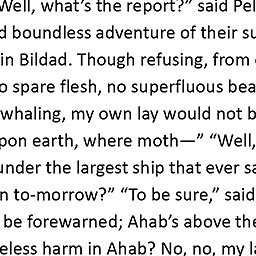 Well, what's the report?” said Pel
d boundless adventure of their su
in Bildad. Though refusing, from
o spare flesh, no superfluous bea
whaling, my own lay would not b
pon earth, where moth—” “Well,
under the largest ship that ever sa
n to-morrow?” “To be sure,” said
be forewarned; Ahab’s above the
eless harm in Ahab? No, no, my la